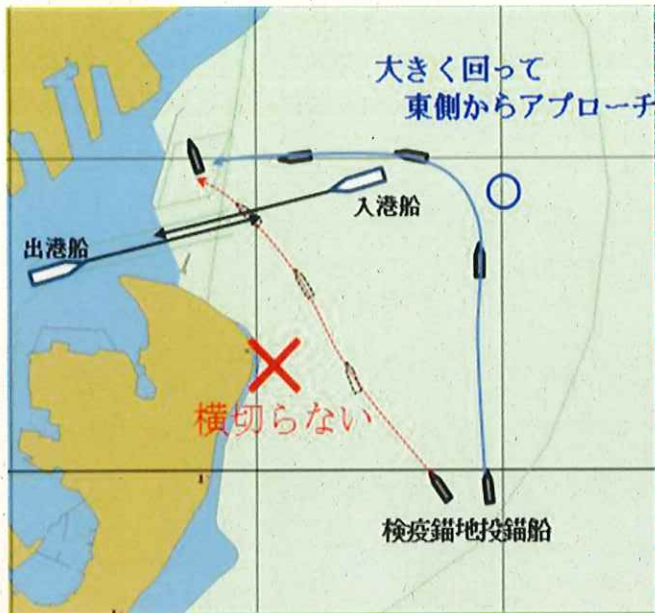 大きく回って
東側からアプローチ
入港船
出港船
横切らない
検疫錨地投錨船